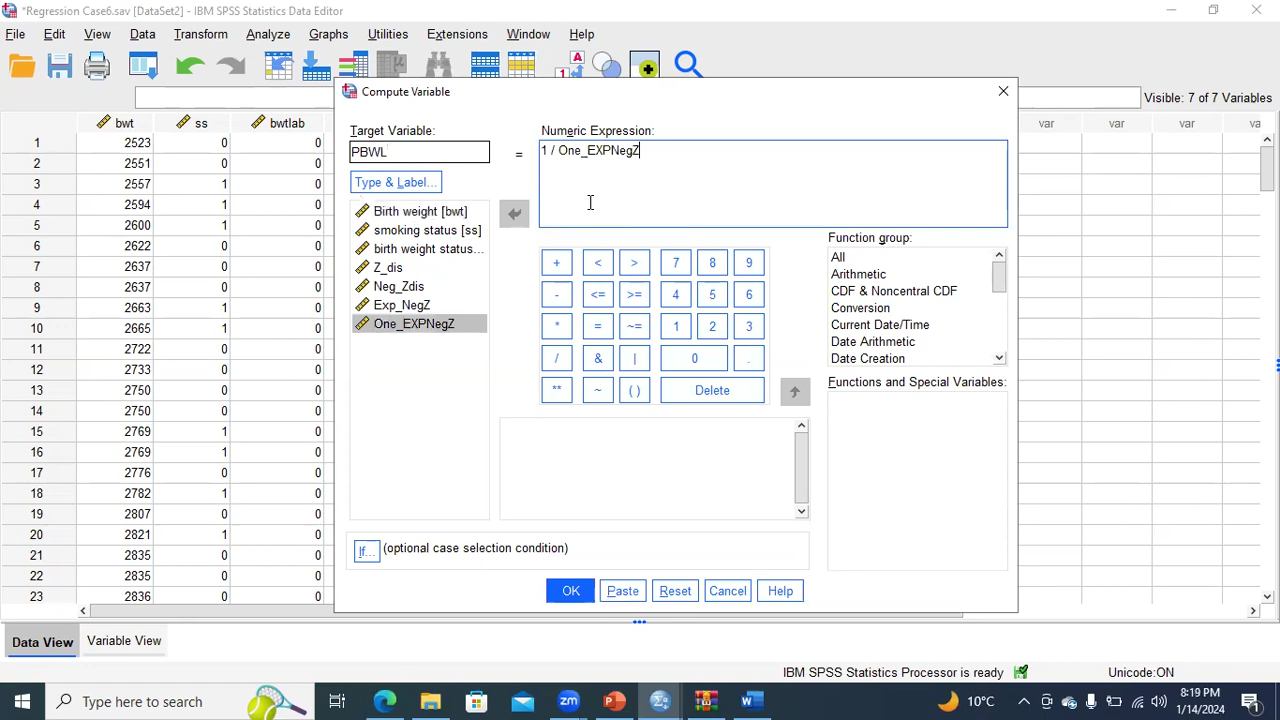 *Regression Case6.sav [DataSet2] - IBM SPSS Statistics Data Editor
File Edit View Data Transform Analyze Graphs Utilities Extensions Window Help
Visible: 7 of 7 Variables
bwt ss bwtlab var var var var
1 2523 0 0
2 2551 0 0
3 2557 1 0
4 2594 1 0
5 2600 1 0
6 2622 0 0
7 2637 0 0
8 2637 0 0
9 2663 1 0
10 2665 1 0
11 2722 0 0
12 2733 0 0
13 2750 0 0
14 2750 0 0
15 2769 1 0
16 2769 1 0
17 2776 0 0
18 2782 1 0
19 2807 0 0
20 2821 1 0
21 2835 0 0
22 2835 0 0
23 2836 0 0
Compute Variable
Target Variable:
PBWL
=
Numeric Expression:
1 / One_EXPNegZ
Type & Label...
Birth weight [bwt]
smoking status [ss]
birth weight status...
Z_dis
Neg_Zdis
Exp_NegZ
One_EXPNegZ
+ < > 7 8 9
- <= >= 4 5 6
* = ~= 1 2 3
/ & | 0 .
** ~ ( ) Delete
Function group:
All
Arithmetic
CDF & Noncentral CDF
Conversion
Current Date/Time
Date Arithmetic
Date Creation
Functions and Special Variables:
If... (optional case selection condition)
OK Paste Reset Cancel Help
Data View Variable View
IBM SPSS Statistics Processor is ready Unicode:ON
Type here to search
10°C
8:19 PM
1/14/2024